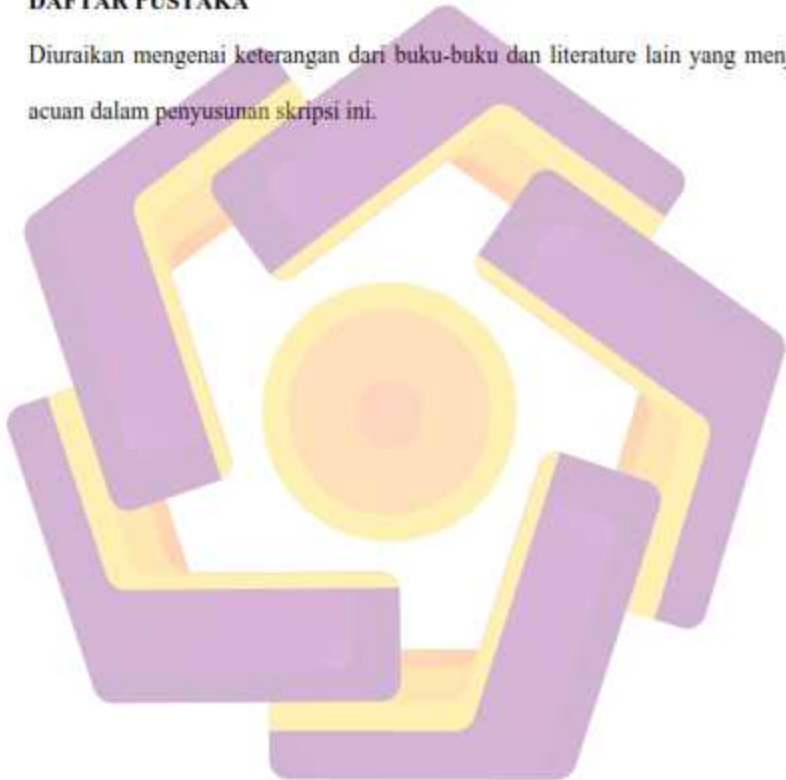 DAFTAR PUSTAKA
Diuraikan mengenai keterangan dari buku-buku dan literature lain yang
acuan dalam penyusunan skripsi ini.